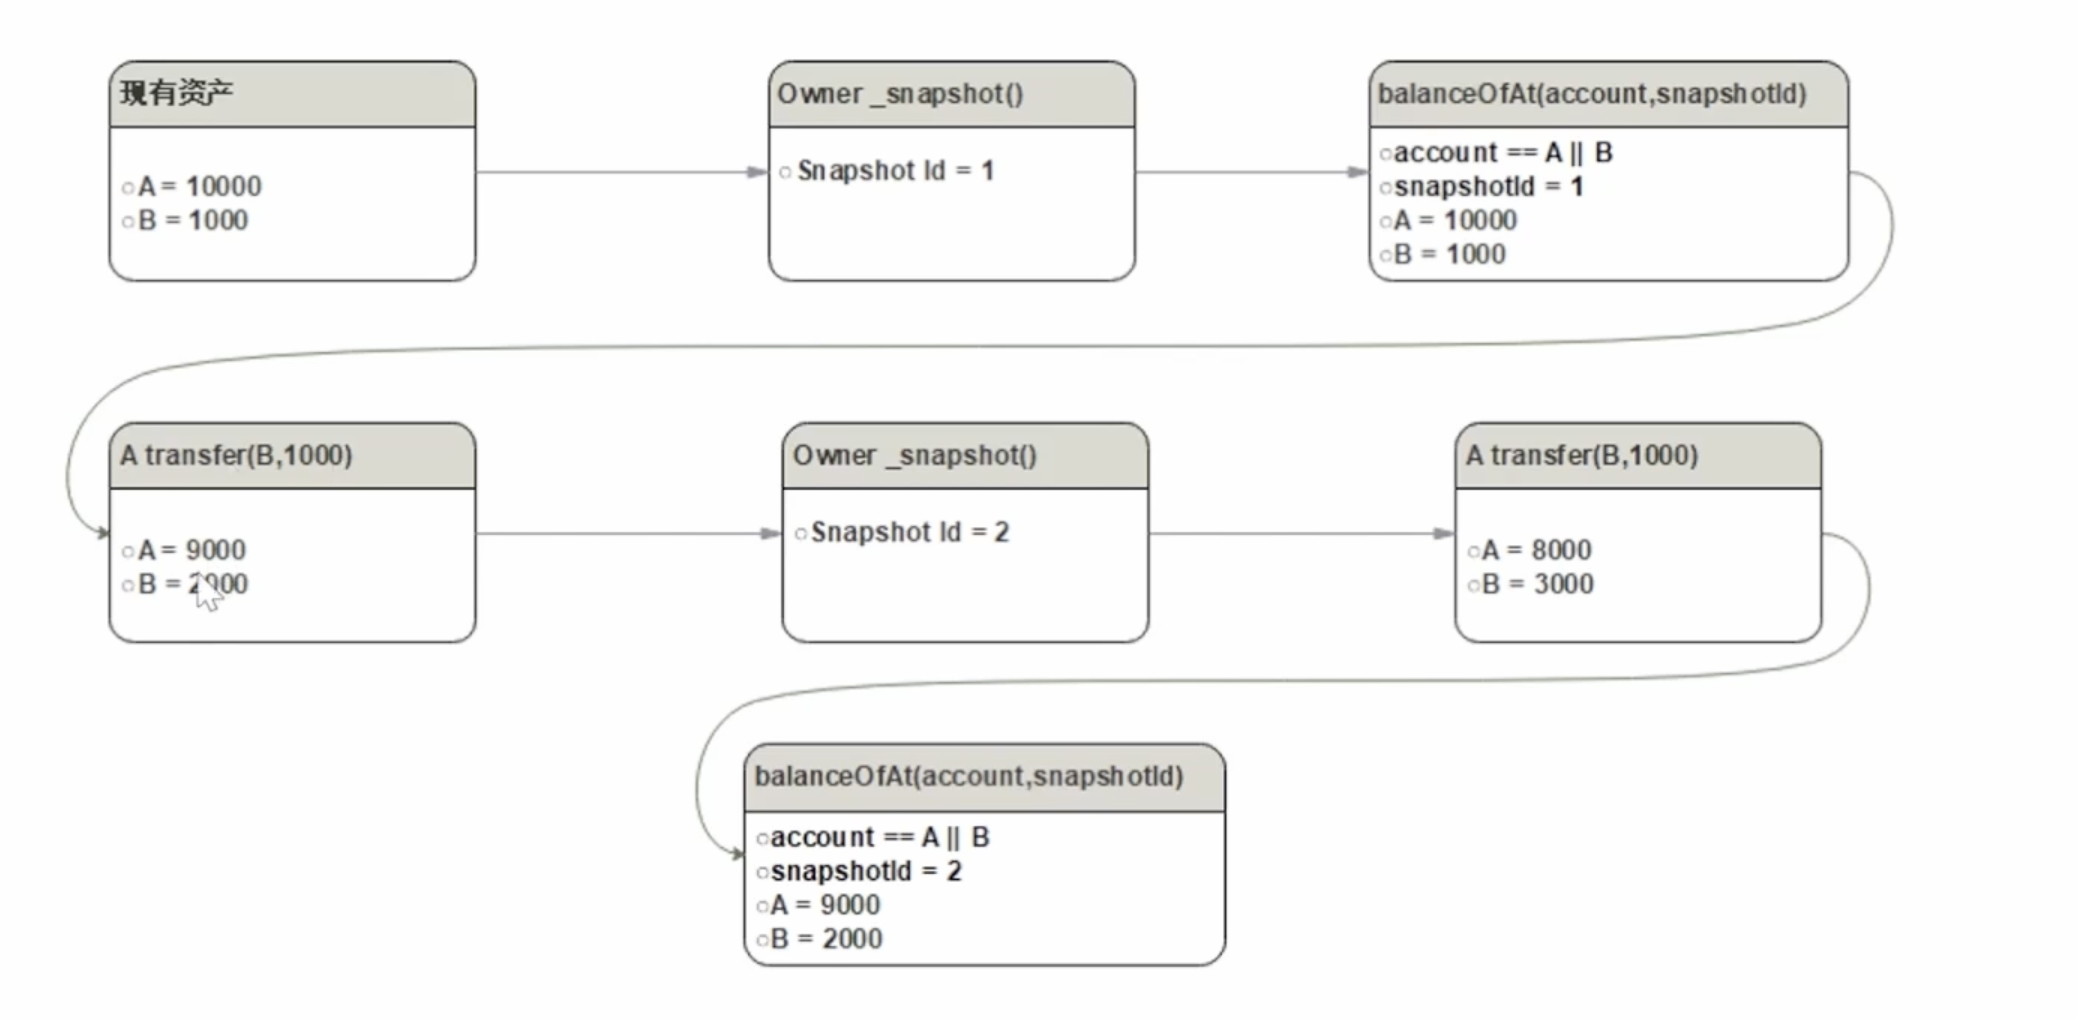 现有资产
A = 10000
B = 1000
Owner _snapshot()
Snapshot Id = 1
balanceOfAt(account,snapshotId)
account == A || B
snapshotId = 1
A = 10000
B = 1000
A transfer(B,1000)
A = 9000
B = 2000
Owner _snapshot()
Snapshot Id = 2
A transfer(B,1000)
A = 8000
B = 3000
balanceOfAt(account,snapshotId)
account == A || B
snapshotId = 2
A = 9000
B = 2000